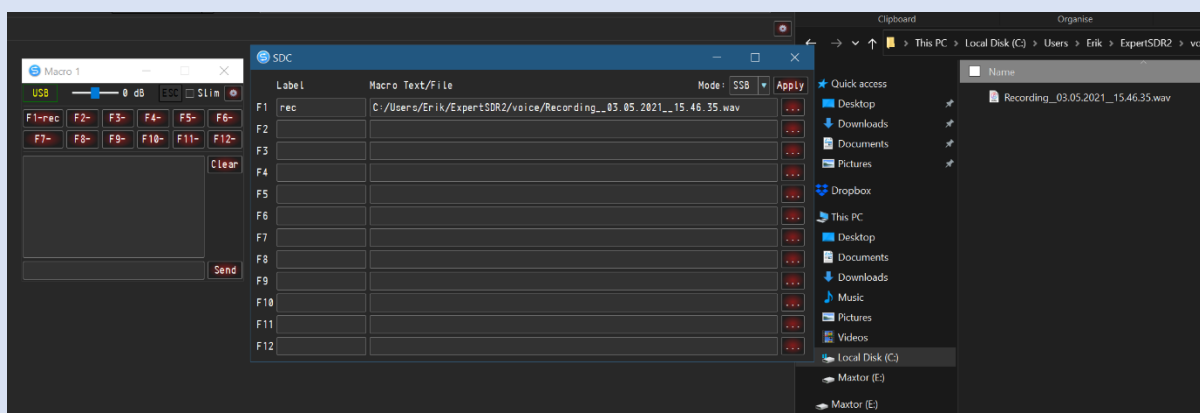 Clipboard
Organise
This PC > Local Disk (C:) > Users > Erik > ExpertSDR2 > vo
Macro 1
USB 0 dB ESC Slim
F1-rec F2- F3- F4- F5- F6-
F7- F8- F9- F10- F11- F12-
Clear
Send
SDC
Label Macro Text/File Mode: SSB Apply
F1 rec C:/Users/Erik/ExpertSDR2/voice/Recording__03.05.2021__15.46.35.wav ...
F2 ...
F3 ...
F4 ...
F5 ...
F6 ...
F7 ...
F8 ...
F9 ...
F10 ...
F11 ...
F12 ...
Quick access
Desktop
Downloads
Documents
Pictures
Dropbox
This PC
Desktop
Documents
Downloads
Music
Pictures
Videos
Local Disk (C:)
Maxtor (E:)
Maxtor (E:)
Name
Recording__03.05.2021__15.46.35.wav